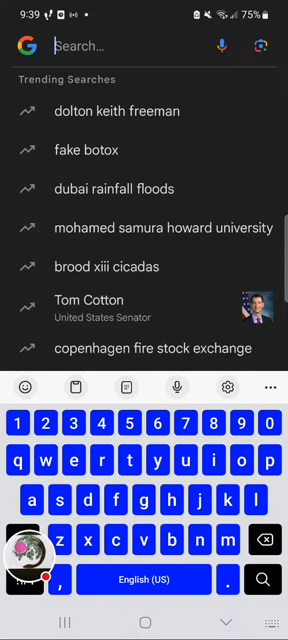 9:39 75%
Search...
Trending Searches
dolton keith freeman
fake botox
dubai rainfall floods
mohamed samura howard university
brood xiii cicadas
Tom Cotton
United States Senator
copenhagen fire stock exchange
1 2 3 4 5 6 7 8 9 0
q w e r t y u i o p
a s d f g h j k l
z x c v b n m
, English (US) .